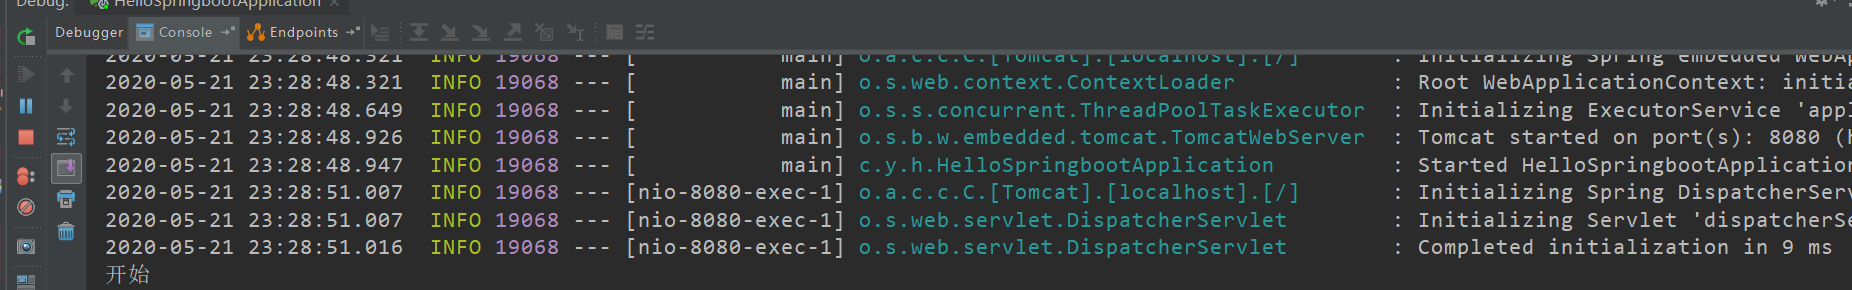 Debug: HelloSpringbootApplication
Debugger Console Endpoints
2020-05-21 23:28:48.321 INFO 19068 --- [ main] o.a.c.c.C.[Tomcat].[localhost].[/] : Initializing Spring embedded WebAp
2020-05-21 23:28:48.321 INFO 19068 --- [ main] o.s.web.context.ContextLoader : Root WebApplicationContext: initia
2020-05-21 23:28:48.649 INFO 19068 --- [ main] o.s.s.concurrent.ThreadPoolTaskExecutor : Initializing ExecutorService 'appl
2020-05-21 23:28:48.926 INFO 19068 --- [ main] o.s.b.w.embedded.tomcat.TomcatWebServer : Tomcat started on port(s): 8080 (h
2020-05-21 23:28:48.947 INFO 19068 --- [ main] c.y.h.HelloSpringbootApplication : Started HelloSpringbootApplication
2020-05-21 23:28:51.007 INFO 19068 --- [nio-8080-exec-1] o.a.c.c.C.[Tomcat].[localhost].[/] : Initializing Spring DispatcherServ
2020-05-21 23:28:51.007 INFO 19068 --- [nio-8080-exec-1] o.s.web.servlet.DispatcherServlet : Initializing Servlet 'dispatcherSe
2020-05-21 23:28:51.016 INFO 19068 --- [nio-8080-exec-1] o.s.web.servlet.DispatcherServlet : Completed initialization in 9 ms
开始